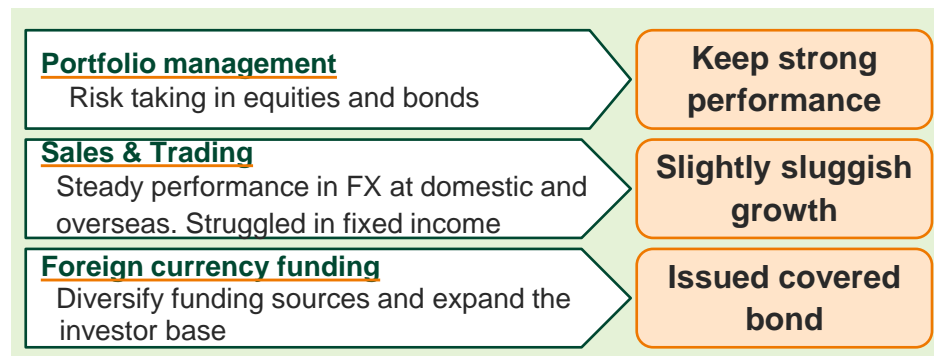 Portfolio management
Risk taking in equities and bonds
Keep strong
performance
Sales & Trading
Steady performance in FX at domestic and
overseas. Struggled in fixed income
Slightly sluggish
growth
Foreign currency funding
Diversify funding sources and expand the
investor base
Issued covered
bond